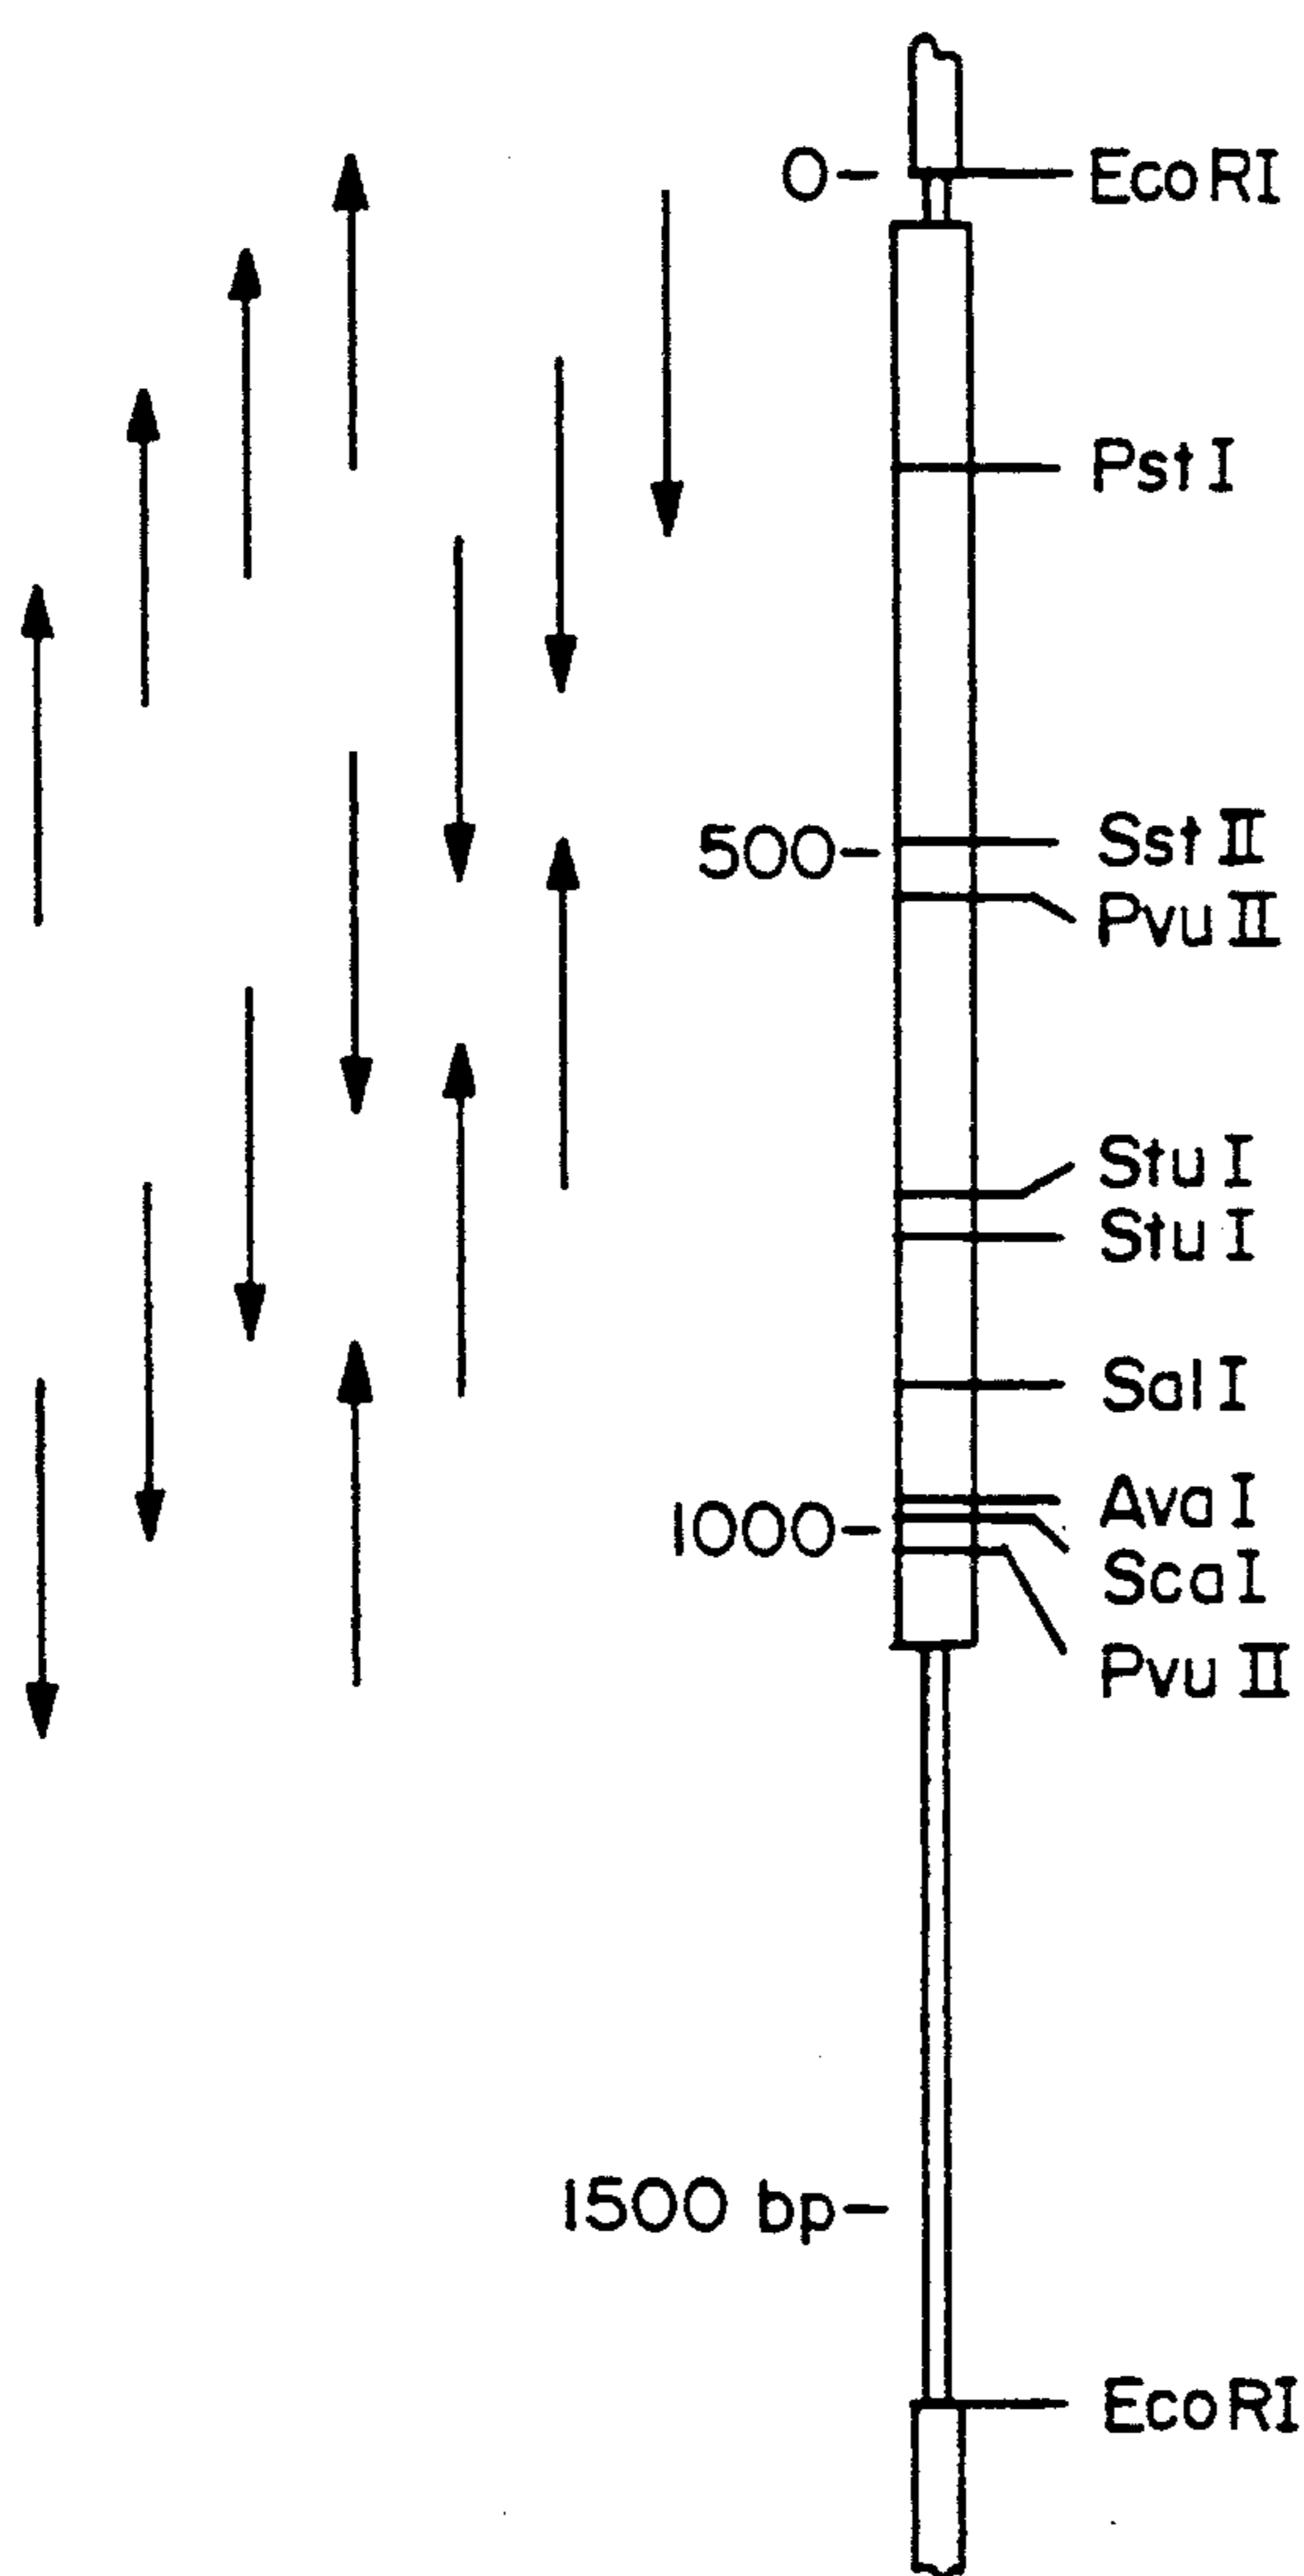 0- EcoRI
PstI
SstII
500-
PvuII
StuI
StuI
SalI
AvaI
1000-
ScaI
PvuII
1500 bp-
EcoRI